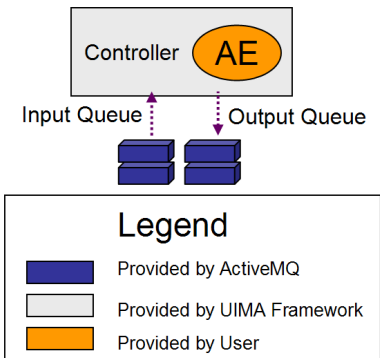 Controller
AE
Input Queue
Output Queue
Legend
Provided by ActiveMQ
Provided by UIMA Framework
Provided by User